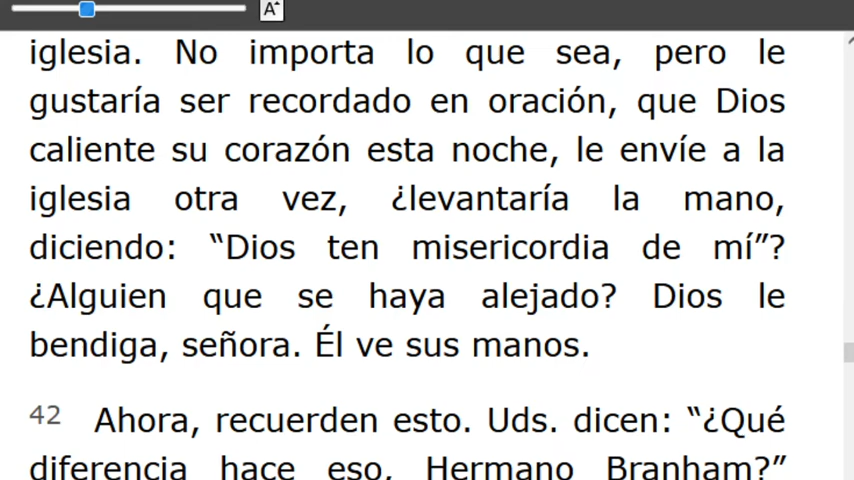 A
iglesia. No importa lo que sea, pero le
gustaría ser recordado en oración, que Dios
caliente su corazón esta noche, le envíe a la
iglesia otra vez, ¿levantaría la mano,
diciendo: “Dios ten misericordia de mí”?
¿Alguien que se haya alejado? Dios le
bendiga, señora. Él ve sus manos.
42 Ahora, recuerden esto. Uds. dicen: “¿Qué
diferencia hace eso, Hermano Branham?”